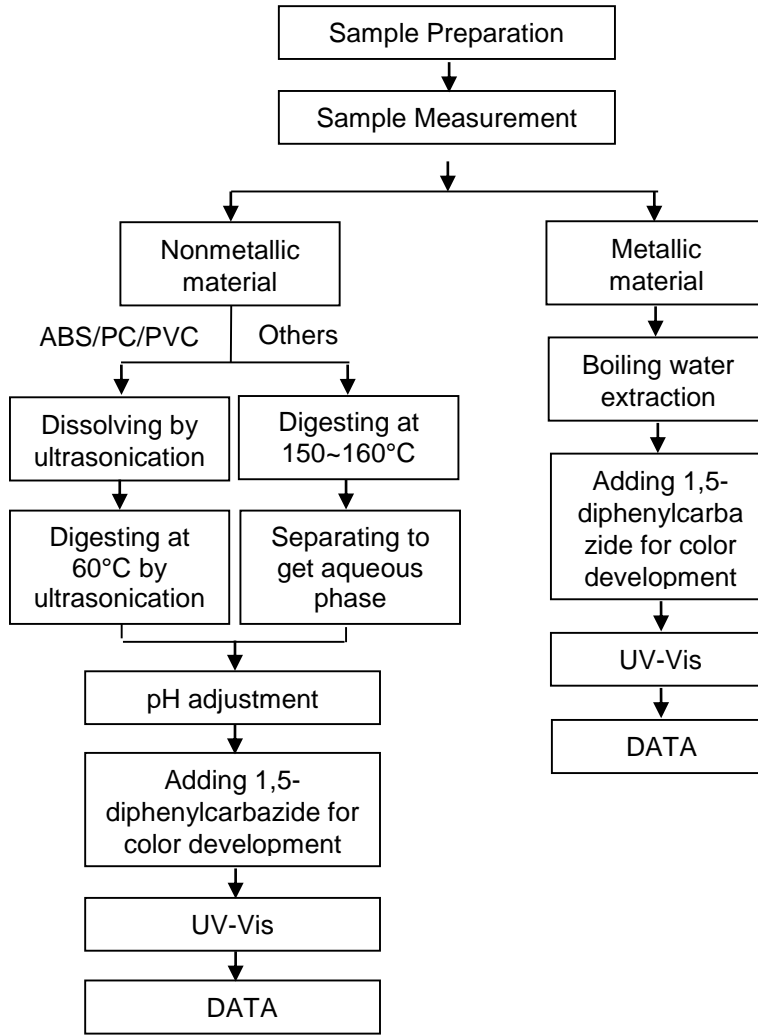 Sample Preparation
Sample Measurement
Nonmetallic
material
ABS/PC/PVC
Others
Dissolving by
ultrasonication
Digesting at
150~160°C
Digesting at
60°C by
ultrasonication
Separating to
get aqueous
phase
pH adjustment
Adding 1,5-
diphenylcarbazide for
color development
UV-Vis
DATA
Metallic
material
Boiling water
extraction
Adding 1,5-
diphenylcarba
zide for color
development
UV-Vis
DATA